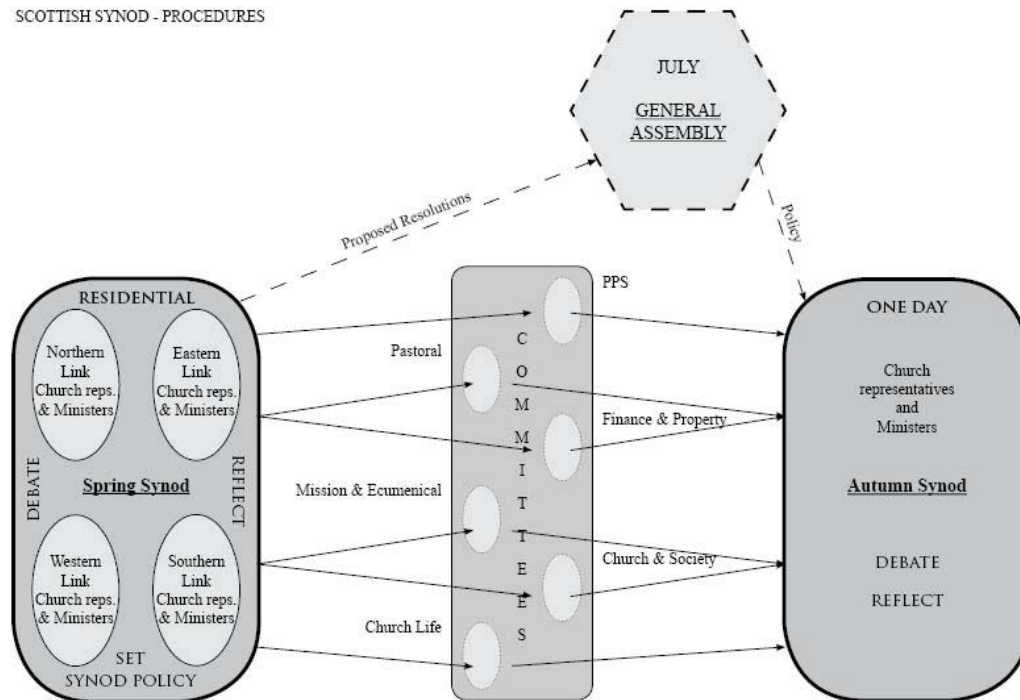 SCOTTISH SYNOD - PROCEDURES
JULY
GENERAL
ASSEMBLY
Proposed Resolutions
Policy
RESIDENTIAL
Northern
Link
Church reps.
& Ministers
Eastern
Link
Church reps.
& Ministers
DEBATE
Spring Synod
REFLECT
Western
Link
Church reps.
& Ministers
Southern
Link
Church reps.
& Ministers
SET
SYNOD POLICY
PPS
Pastoral
Finance & Property
Mission & Ecumenical
Church & Society
Church Life
COMMITTEES
ONE DAY
Church
representatives
and
Ministers
Autumn Synod
DEBATE
REFLECT